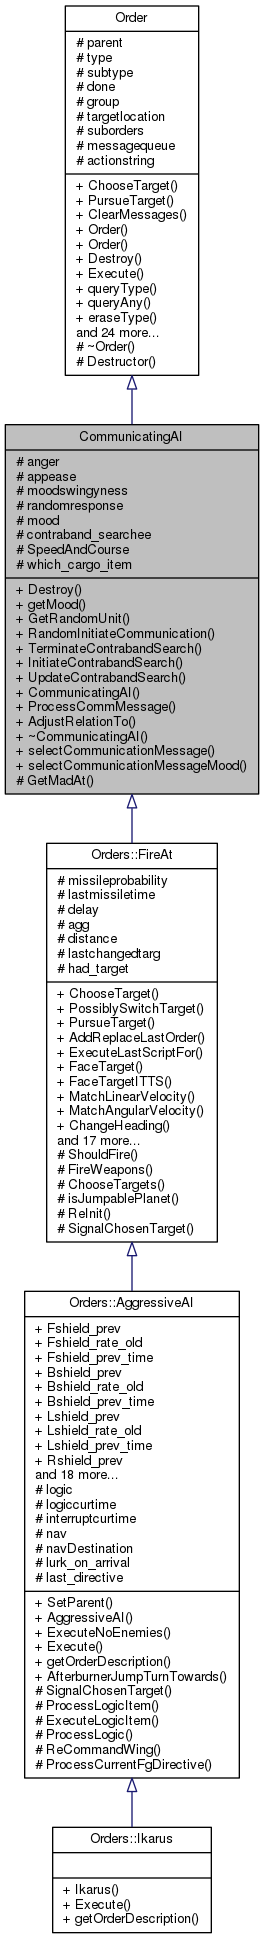 Order
# parent
# type
# subtype
# done
# group
# targetlocation
# suborders
# messagequeue
# actionstring
+ ChooseTarget()
+ PursueTarget()
+ ClearMessages()
+ Order()
+ Order()
+ Destroy()
+ Execute()
+ queryType()
+ queryAny()
+ eraseType()
and 24 more...
# ~Order()
# Destructor()
CommunicatingAI
# anger
# appease
# moodswingyness
# randomresponse
# mood
# contraband_searchee
# SpeedAndCourse
# which_cargo_item
+ Destroy()
+ getMood()
+ GetRandomUnit()
+ RandomInitiateCommunication()
+ TerminateContrabandSearch()
+ InitiateContrabandSearch()
+ UpdateContrabandSearch()
+ CommunicatingAI()
+ ProcessCommMessage()
+ AdjustRelationTo()
+ ~CommunicatingAI()
+ selectCommunicationMessage()
+ selectCommunicationMessageMood()
# GetMadAt()
Orders::FireAt
# missileprobability
# lastmissiletime
# delay
# agg
# distance
# lastchangedtarg
# had_target
+ ChooseTarget()
+ PossiblySwitchTarget()
+ PursueTarget()
+ AddReplaceLastOrder()
+ ExecuteLastScriptFor()
+ FaceTarget()
+ FaceTargetITTS()
+ MatchLinearVelocity()
+ MatchAngularVelocity()
+ ChangeHeading()
and 17 more...
# ShouldFire()
# FireWeapons()
# ChooseTargets()
# isJumpablePlanet()
# ReInit()
# SignalChosenTarget()
Orders::AggressiveAI
+ Fshield_prev
+ Fshield_rate_old
+ Fshield_prev_time
+ Bshield_prev
+ Bshield_rate_old
+ Bshield_prev_time
+ Lshield_prev
+ Lshield_rate_old
+ Lshield_prev_time
+ Rshield_prev
and 18 more...
# logic
# logiccurtime
# interruptcurtime
# nav
# navDestination
# lurk_on_arrival
# last_directive
+ SetParent()
+ AggressiveAI()
+ ExecuteNoEnemies()
+ Execute()
+ getOrderDescription()
+ AfterburnerJumpTurnTowards()
# SignalChosenTarget()
# ProcessLogicItem()
# ExecuteLogicItem()
# ProcessLogic()
# ReCommandWing()
# ProcessCurrentFgDirective()
Orders::Ikarus
+ Ikarus()
+ Execute()
+ getOrderDescription()